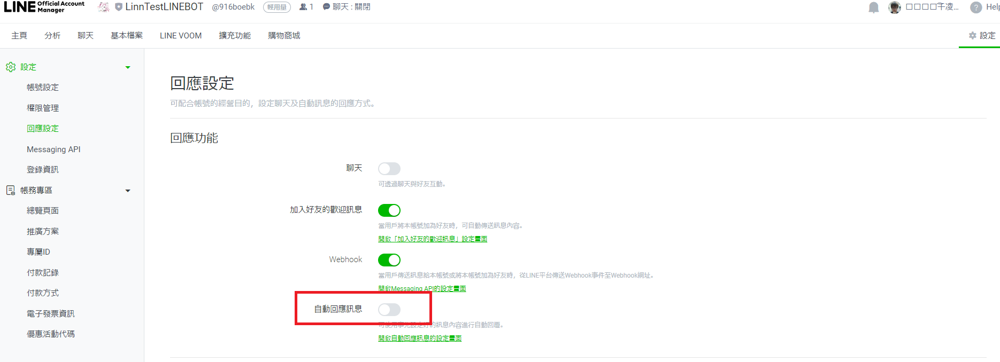 LINE Official Account Manager
LinnTestLINEBOT @916boebk 輕用量 1 聊天 : 關閉
千凌... ? Help
主頁 分析 聊天 基本檔案 LINE VOOM 擴充功能 購物商城 設定
設定
帳號設定
權限管理
回應設定
Messaging API
登錄資訊
帳務專區
總覽頁面
推廣方案
專屬ID
付款記錄
付款方式
電子發票資訊
優惠活動代碼
回應設定
可配合帳號的經營目的，設定聊天及自動訊息的回應方式。
回應功能
聊天
可透過聊天與好友互動。
加入好友的歡迎訊息
當用戶將本帳號加為好友時，可自動傳送訊息內容。
開啟「加入好友的歡迎訊息」設定畫面
Webhook
當用戶傳送訊息給本帳號或將本帳號加為好友時，從LINE平台傳送Webhook事件至Webhook網址。
開啟Messaging API的設定畫面
自動回應訊息
可使用事先設定好的訊息內容進行自動回覆。
開啟自動回應訊息的設定畫面